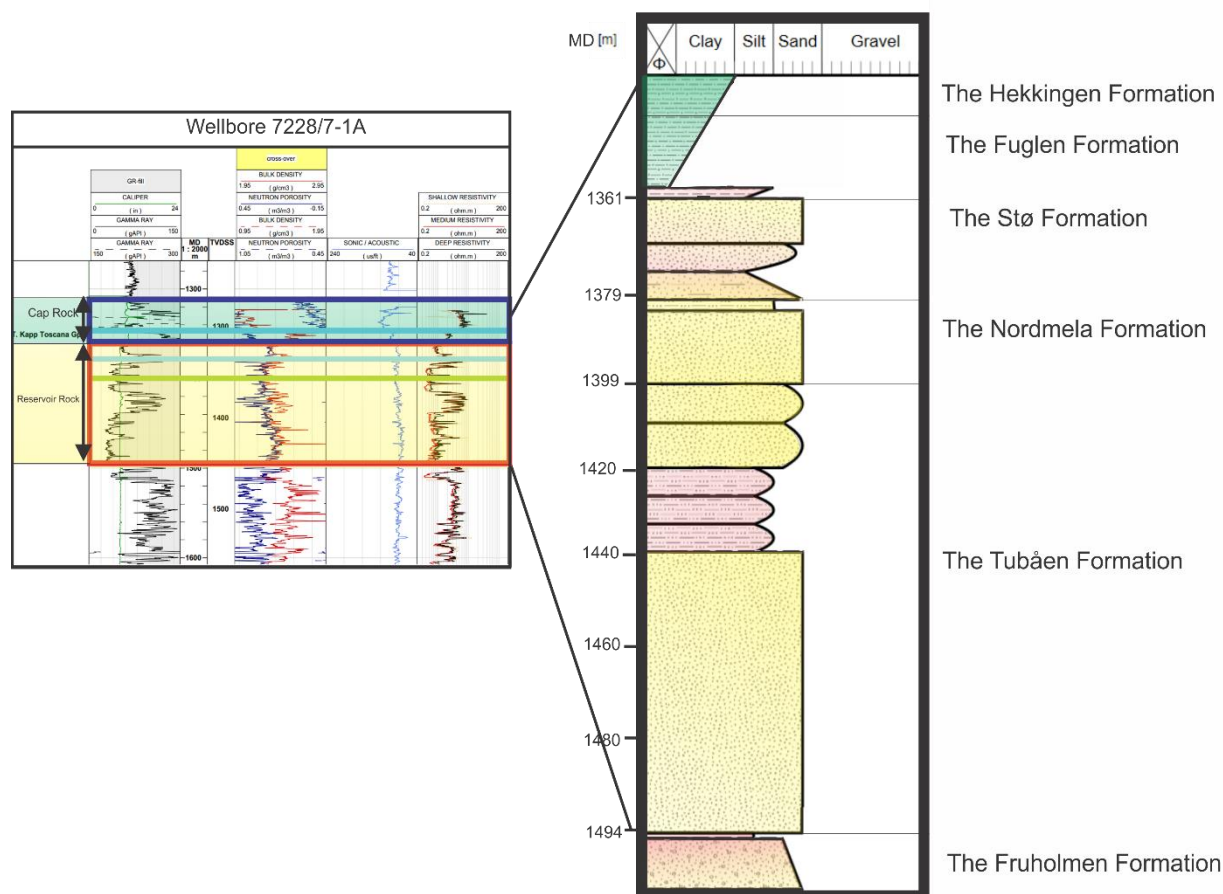 Wellbore 7228/7-1A
cross-over
GR-fill
BULK DENSITY
1.95 ( g/cm3 ) 2.95
CALIPER
0 ( in ) 24
NEUTRON POROSITY
0.45 ( m3/m3 ) -0.15
SHALLOW RESISTIVITY
0.2 ( ohm.m ) 200
GAMMA RAY
0 ( gAPI ) 150
BULK DENSITY
0.95 ( g/cm3 ) 1.95
MEDIUM RESISTIVITY
0.2 ( ohm.m ) 200
GAMMA RAY
150 ( gAPI ) 300
MD
1 : 2000
m
TVDSS
NEUTRON POROSITY
1.05 ( m3/m3 ) 0.45
SONIC / ACOUSTIC
240 ( us/ft ) 40
DEEP RESISTIVITY
0.2 ( ohm.m ) 200
1300
Cap Rock
1300
T. Kapp Toscana Gp
Reservoir Rock
1400
1500
1500
1600
MD [m]
Φ
Clay
Silt
Sand
Gravel
The Hekkingen Formation
The Fuglen Formation
1361
The Stø Formation
1379
The Nordmela Formation
1399
1420
1440
The Tubåen Formation
1460
1480
1494
The Fruholmen Formation